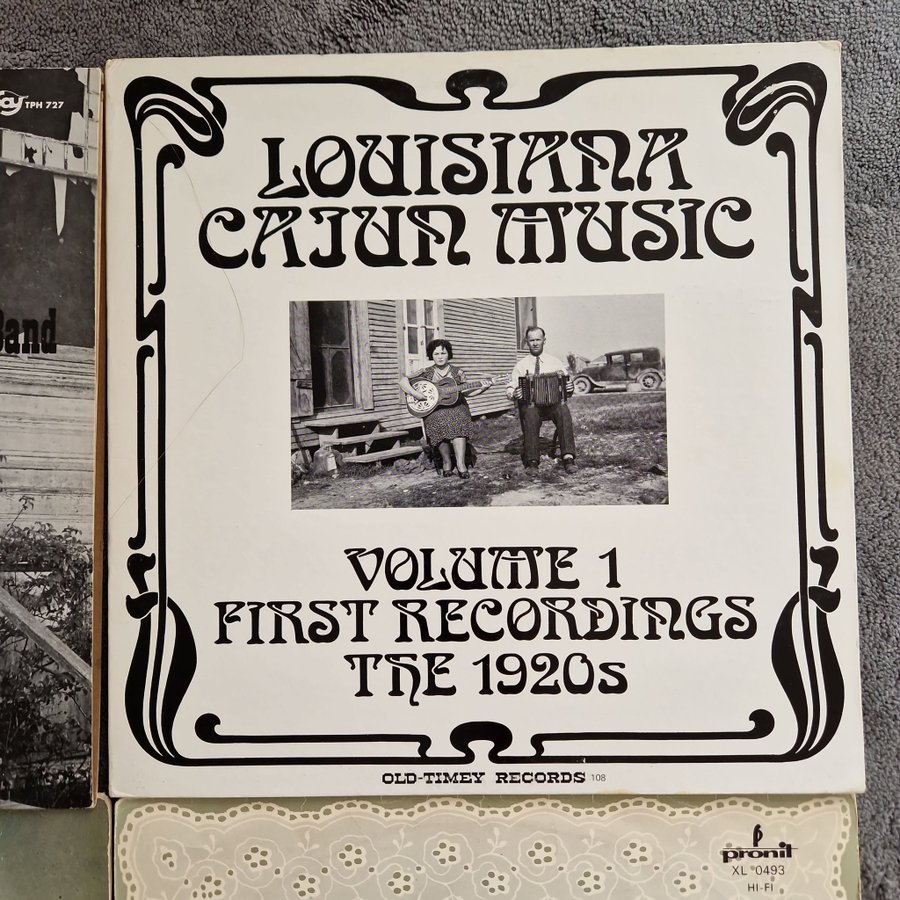 TPH 727
Band
LOUISIANA
CAJUN MUSIC
VOLUME 1
FIRST RECORDINGS
THE 1920s
OLD-TIMEY RECORDS 108
pronit
XL 0493
HI-FI